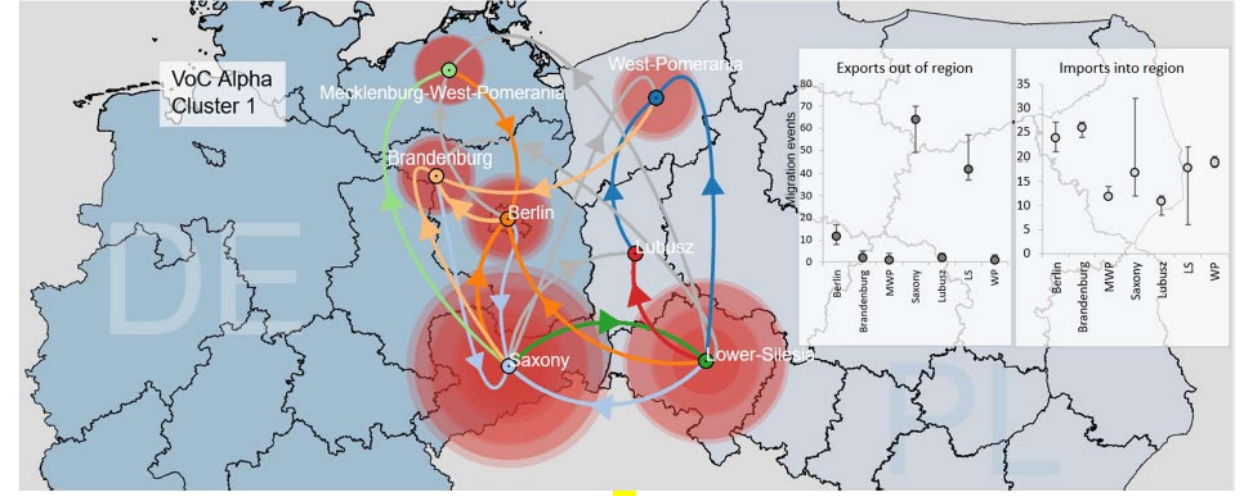 VoC Alpha
Cluster 1
DE
PL
Mecklenburg-West-Pomerania
West-Pomerania
Brandenburg
Berlin
Lubusz
Saxony
Lower-Silesia
Exports out of region
Migration events
80
70
60
50
40
30
20
10
0
Berlin
Brandenburg
MWP
Saxony
Lubusz
LS
WP
Imports into region
35
30
25
20
15
10
5
0
Berlin
Brandenburg
MWP
Saxony
Lubusz
LS
WP